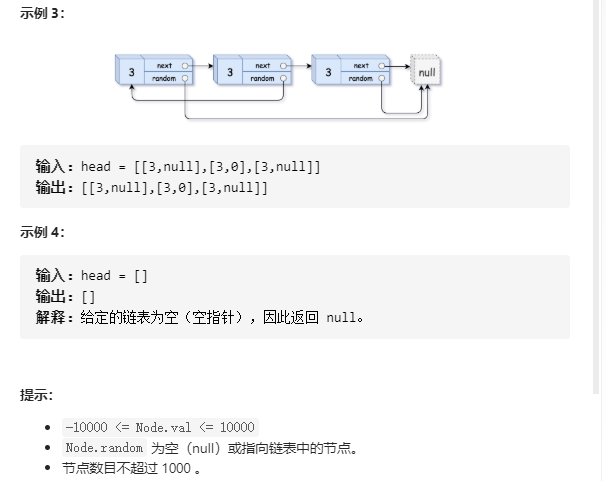 示例 3：
3 next random 3 next random 3 next random null
输入：head = [[3,null],[3,0],[3,null]]
输出：[[3,null],[3,0],[3,null]]
示例 4：
输入：head = []
输出：[]
解释：给定的链表为空（空指针），因此返回 null。
提示：
• -10000 <= Node.val <= 10000
• Node.random 为空（null）或指向链表中的节点。
• 节点数目不超过 1000 。